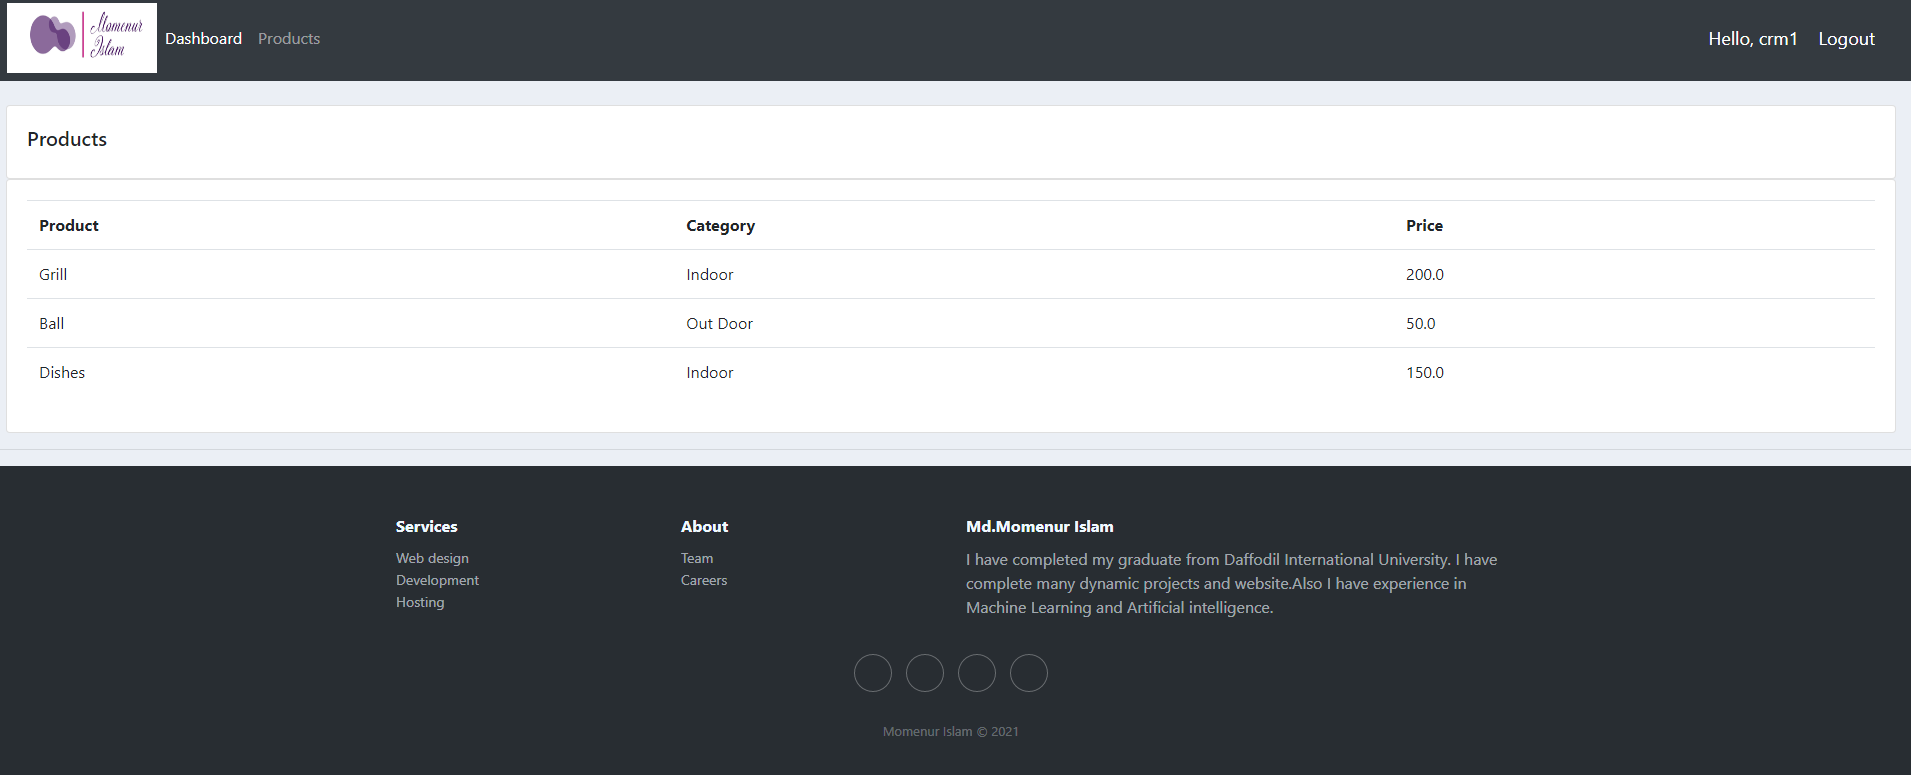 Momenur
Islam
Dashboard Products Hello, crm1 Logout
Products
Product Category Price
Grill Indoor 200.0
Ball Out Door 50.0
Dishes Indoor 150.0
Services
Web design
Development
Hosting
About
Team
Careers
Md.Momenur Islam
I have completed my graduate from Daffodil International University. I have
complete many dynamic projects and website.Also I have experience in
Machine Learning and Artificial intelligence.
Momenur Islam © 2021